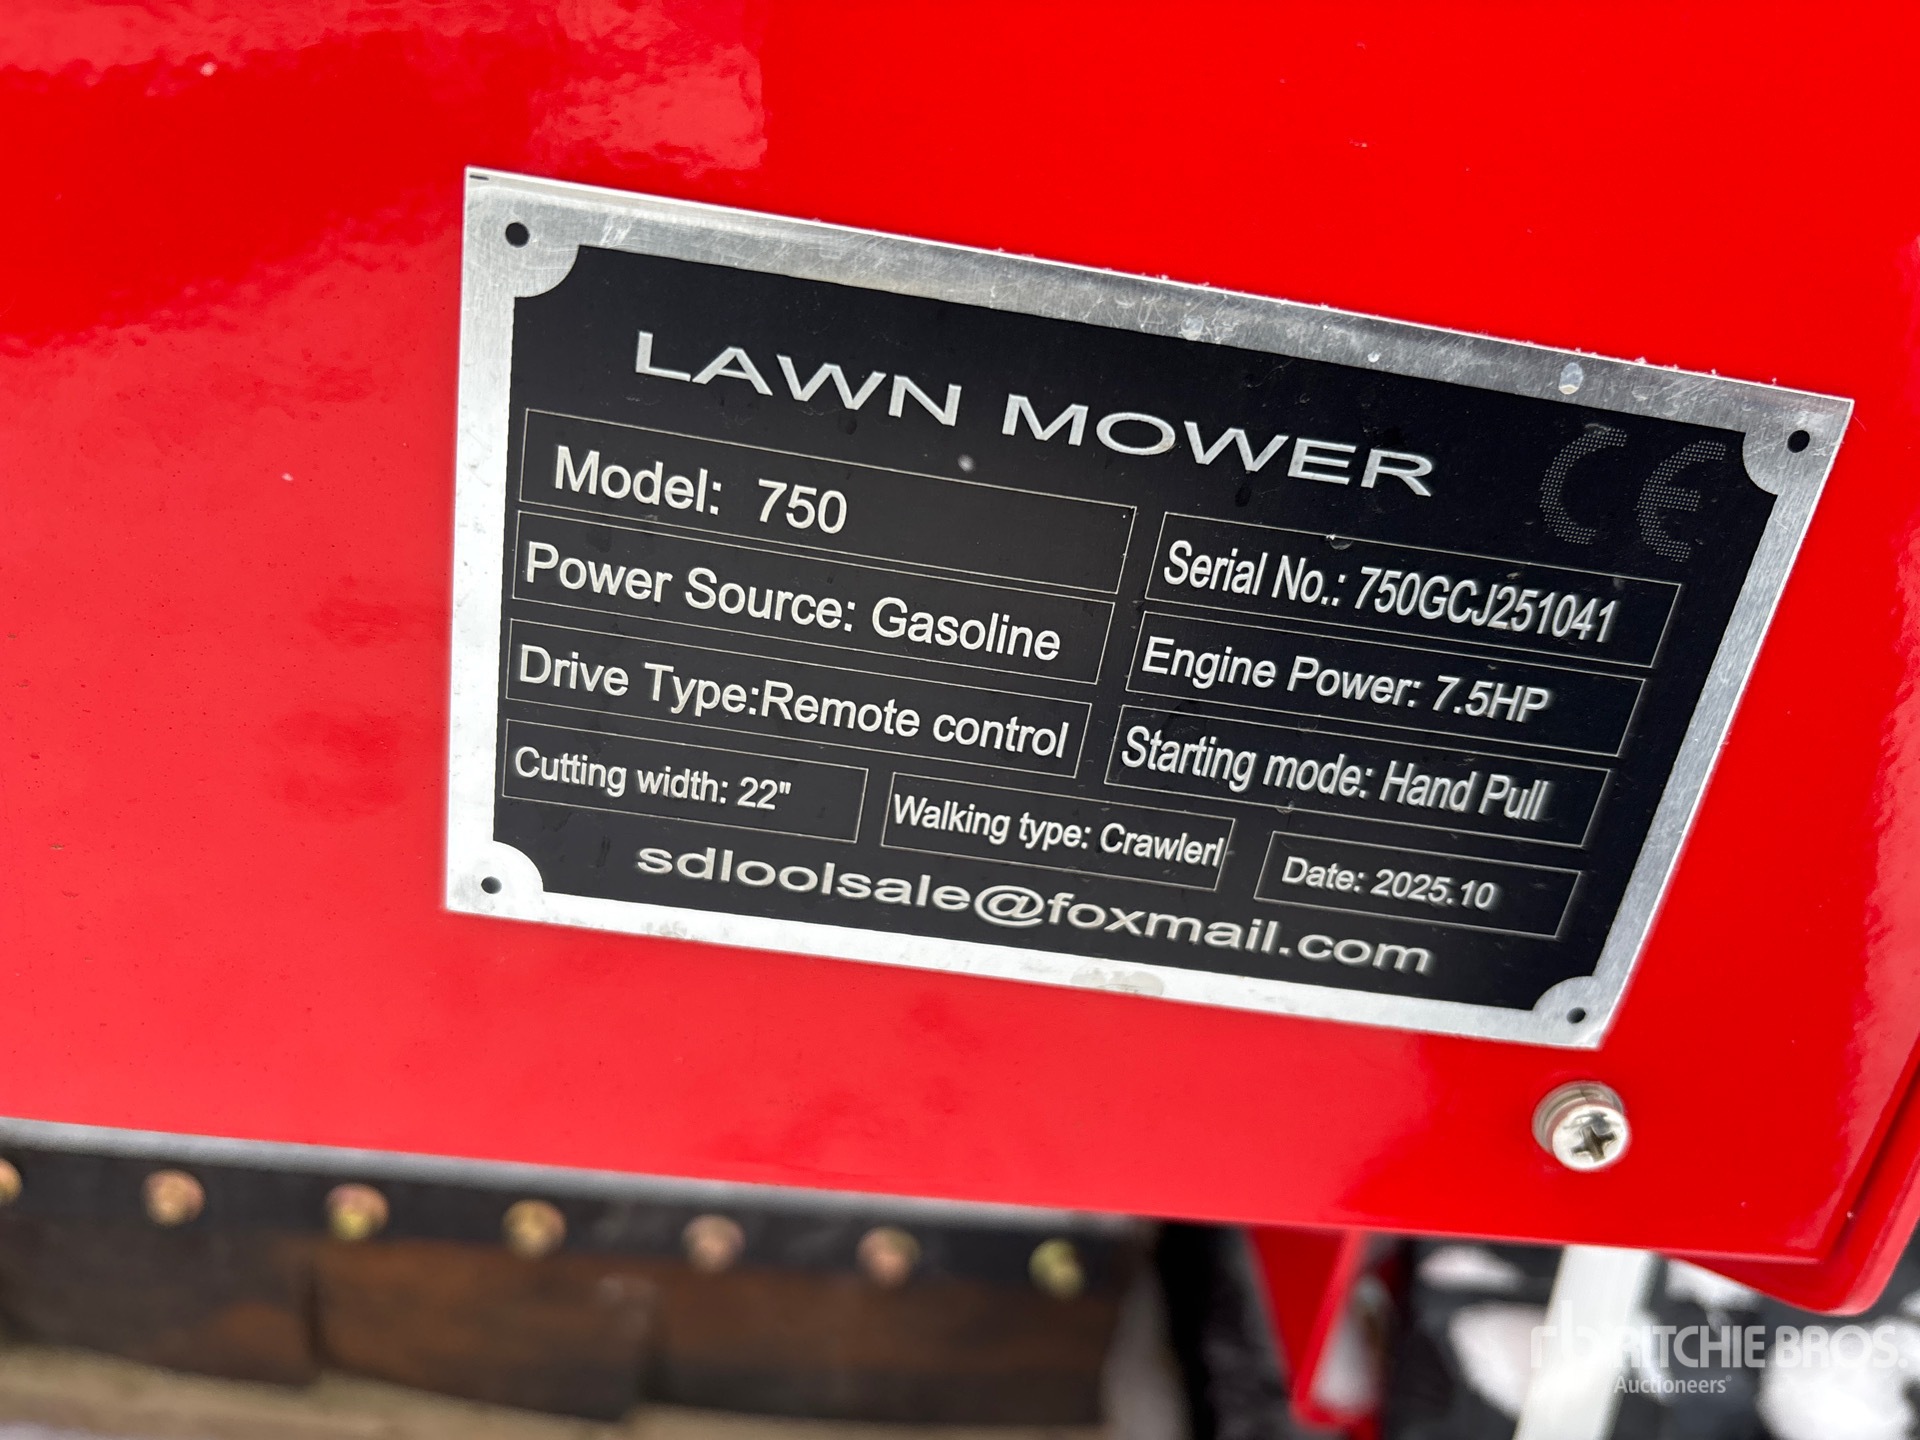 LAWN MOWER
CE
Model: 750
Serial No.: 750GCJ251041
Power Source: Gasoline
Engine Power: 7.5HP
Drive Type:Remote control
Starting mode: Hand Pull
Cutting width: 22"
Walking type: Crawlerl
Date: 2025.10
sdloolsale@foxmail.com
rb RITCHIE BROS.
Auctioneers